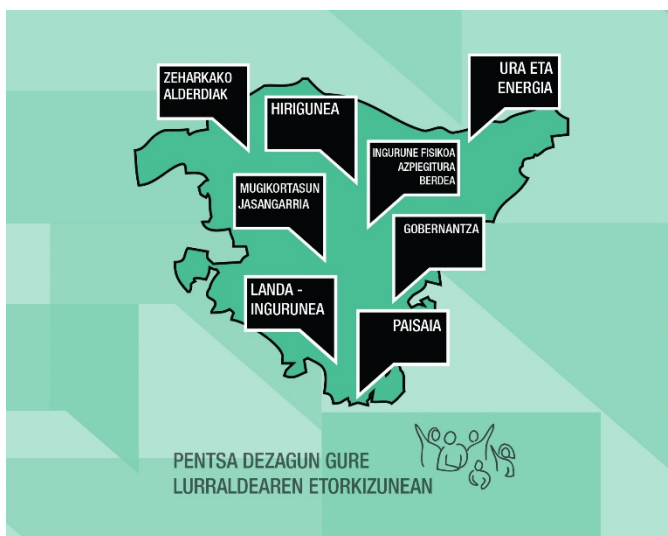 ZEHARKAKO
ALDERDIAK
HIRIGUNEA
URA ETA
ENERGIA
INGURUNE FISIKOA
AZPIEGITURA
BERDEA
MUGIKORTASUN
JASANGARRIA
GOBERNANTZA
LANDA -
INGURUNEA
PAISAIA
PENTSA DEZAGUN GURE
LURRALDEAREN ETORKIZUNEAN